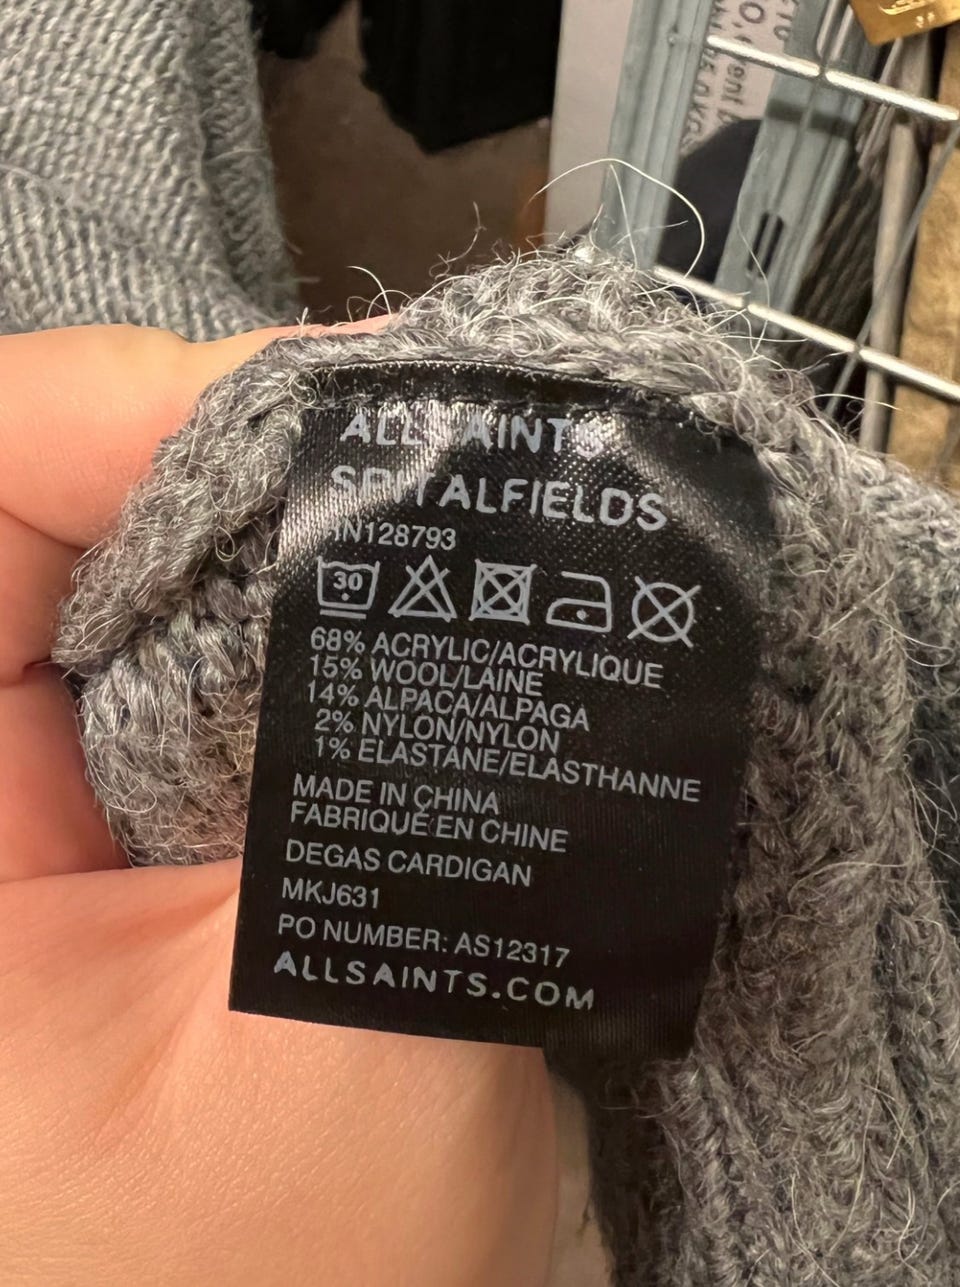 ALLSAINTS
SPITALFIELDS
RN128793
30
68% ACRYLIC/ACRYLIQUE
15% WOOL/LAINE
14% ALPACA/ALPAGA
2% NYLON/NYLON
1% ELASTANE/ELASTHANNE
MADE IN CHINA
FABRIQUÉ EN CHINE
DEGAS CARDIGAN
MKJ631
PO NUMBER: AS12317
ALLSAINTS.COM